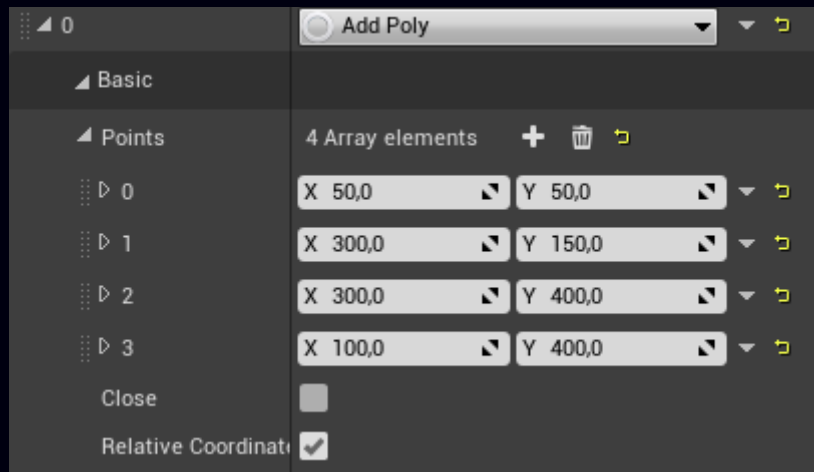 0 Add Poly
Basic
Points 4 Array elements
0 X 50,0 Y 50,0
1 X 300,0 Y 150,0
2 X 300,0 Y 400,0
3 X 100,0 Y 400,0
Close
Relative Coordinat